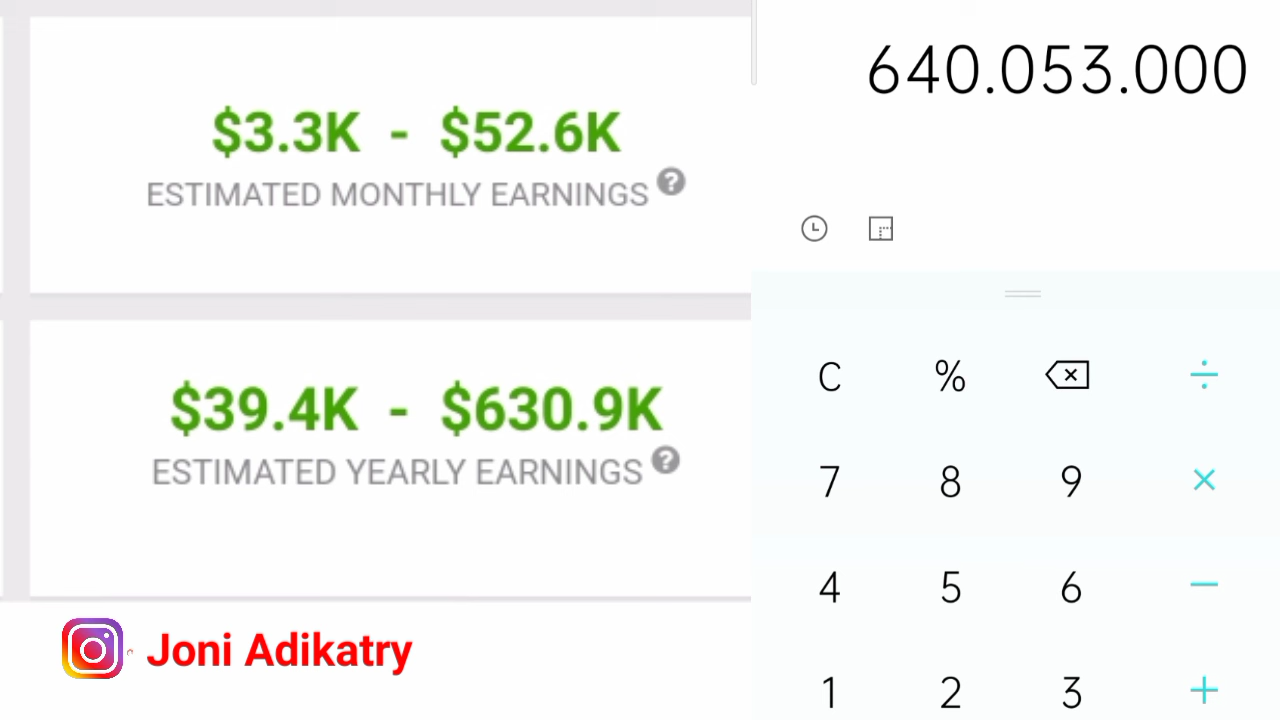 $3.3K - $52.6K
ESTIMATED MONTHLY EARNINGS ?
$39.4K - $630.9K
ESTIMATED YEARLY EARNINGS ?
Joni Adikatry
640.053.000
C % ÷
7 8 9 ×
4 5 6 −
1 2 3 +